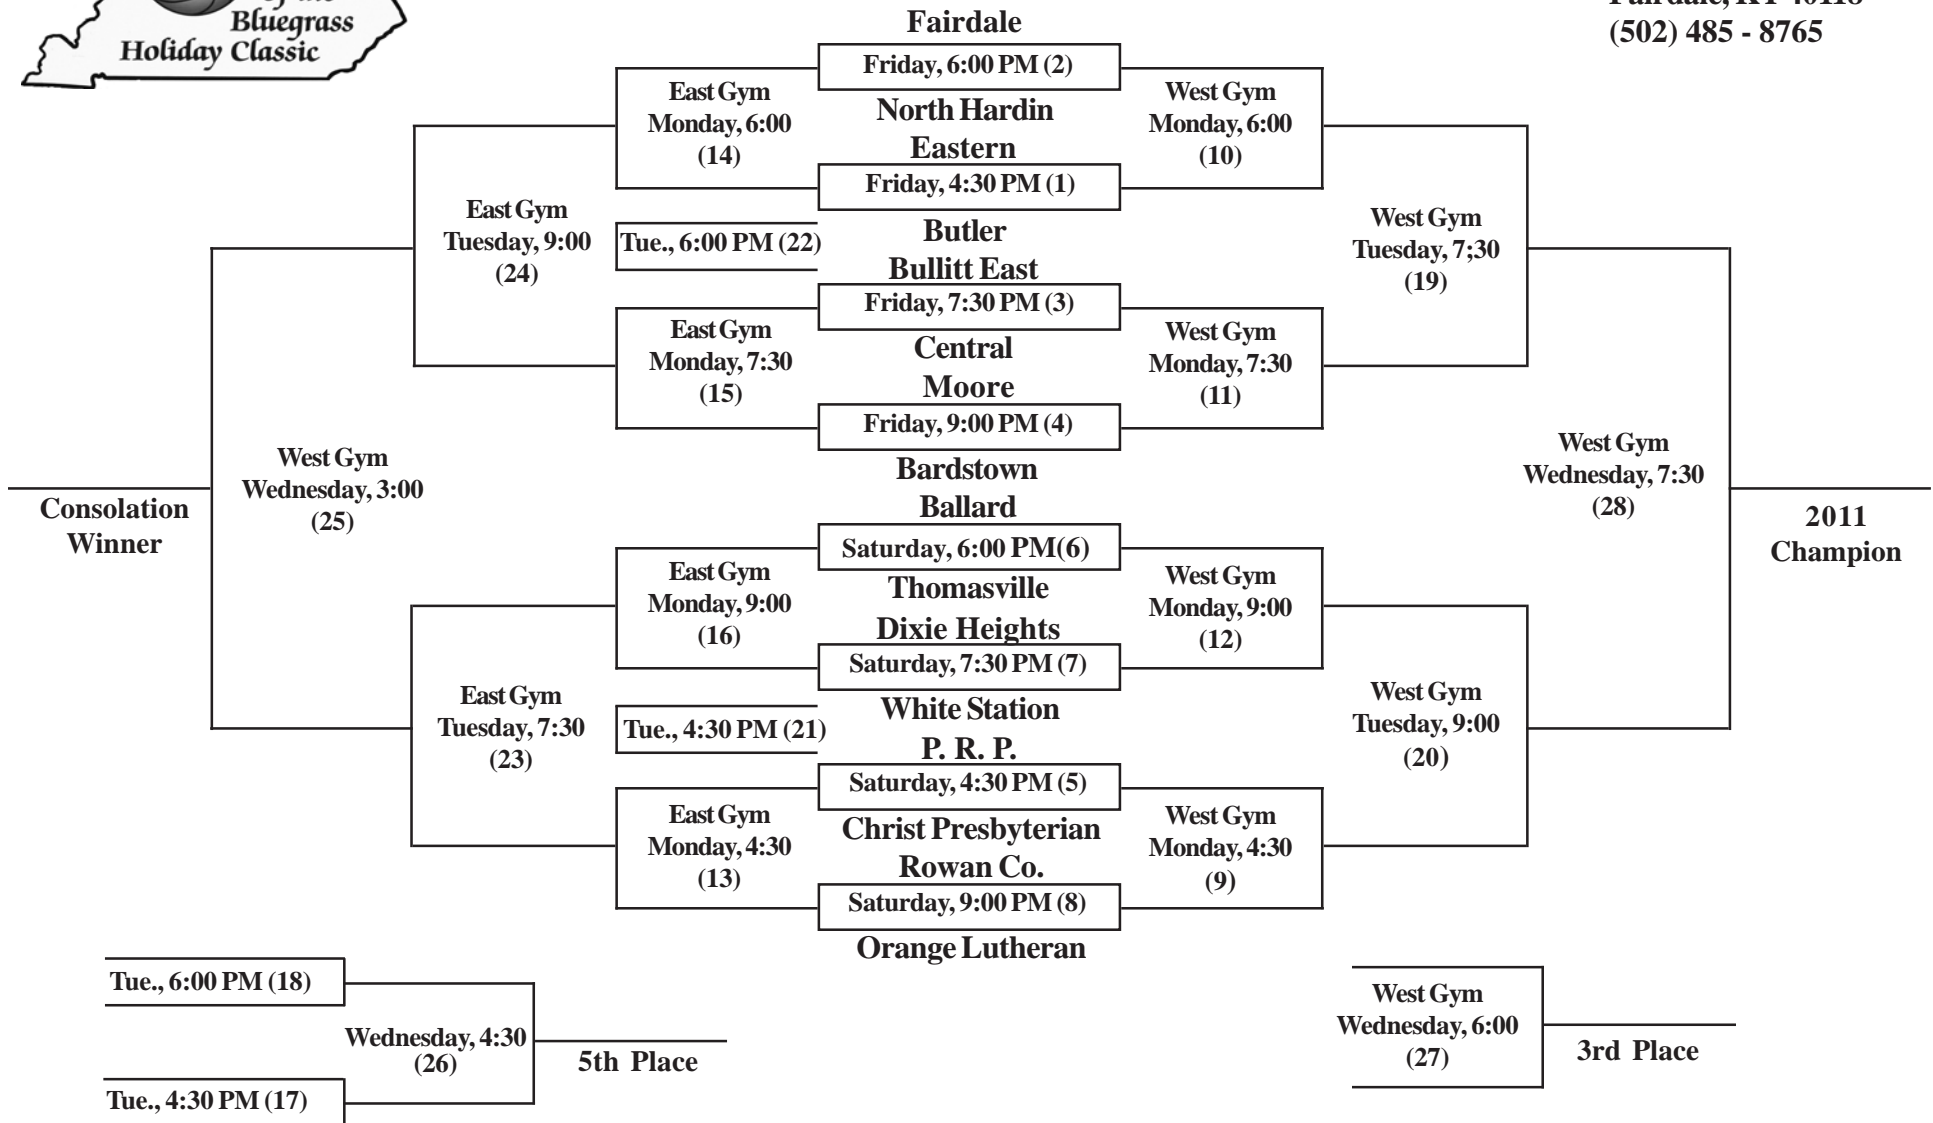 of the
Bluegrass
Holiday Classic
Fairdale, KY 40118
(502) 485 - 8765
Fairdale
Friday, 6:00 PM (2)
North Hardin
Eastern
Friday, 4:30 PM (1)
Butler
Bullitt East
Friday, 7:30 PM (3)
Central
Moore
Friday, 9:00 PM (4)
Bardstown
Ballard
Saturday, 6:00 PM(6)
Thomasville
Dixie Heights
Saturday, 7:30 PM (7)
White Station
P. R. P.
Saturday, 4:30 PM (5)
Christ Presbyterian
Rowan Co.
Saturday, 9:00 PM (8)
Orange Lutheran
East Gym
Monday, 6:00
(14)
Tue., 6:00 PM (22)
East Gym
Monday, 7:30
(15)
East Gym
Monday, 9:00
(16)
Tue., 4:30 PM (21)
East Gym
Monday, 4:30
(13)
East Gym
Tuesday, 9:00
(24)
East Gym
Tuesday, 7:30
(23)
West Gym
Wednesday, 3:00
(25)
Consolation
Winner
West Gym
Monday, 6:00
(10)
West Gym
Monday, 7:30
(11)
West Gym
Monday, 9:00
(12)
West Gym
Monday, 4:30
(9)
West Gym
Tuesday, 7;30
(19)
West Gym
Tuesday, 9:00
(20)
West Gym
Wednesday, 7:30
(28)
2011
Champion
Tue., 6:00 PM (18)
Wednesday, 4:30
(26)
5th Place
Tue., 4:30 PM (17)
West Gym
Wednesday, 6:00
(27)
3rd Place